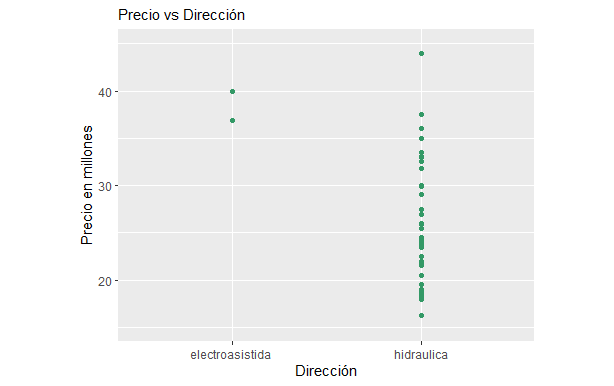 Precio vs Dirección
Precio en millones
40
30
20
electroasistida
hidraulica
Dirección